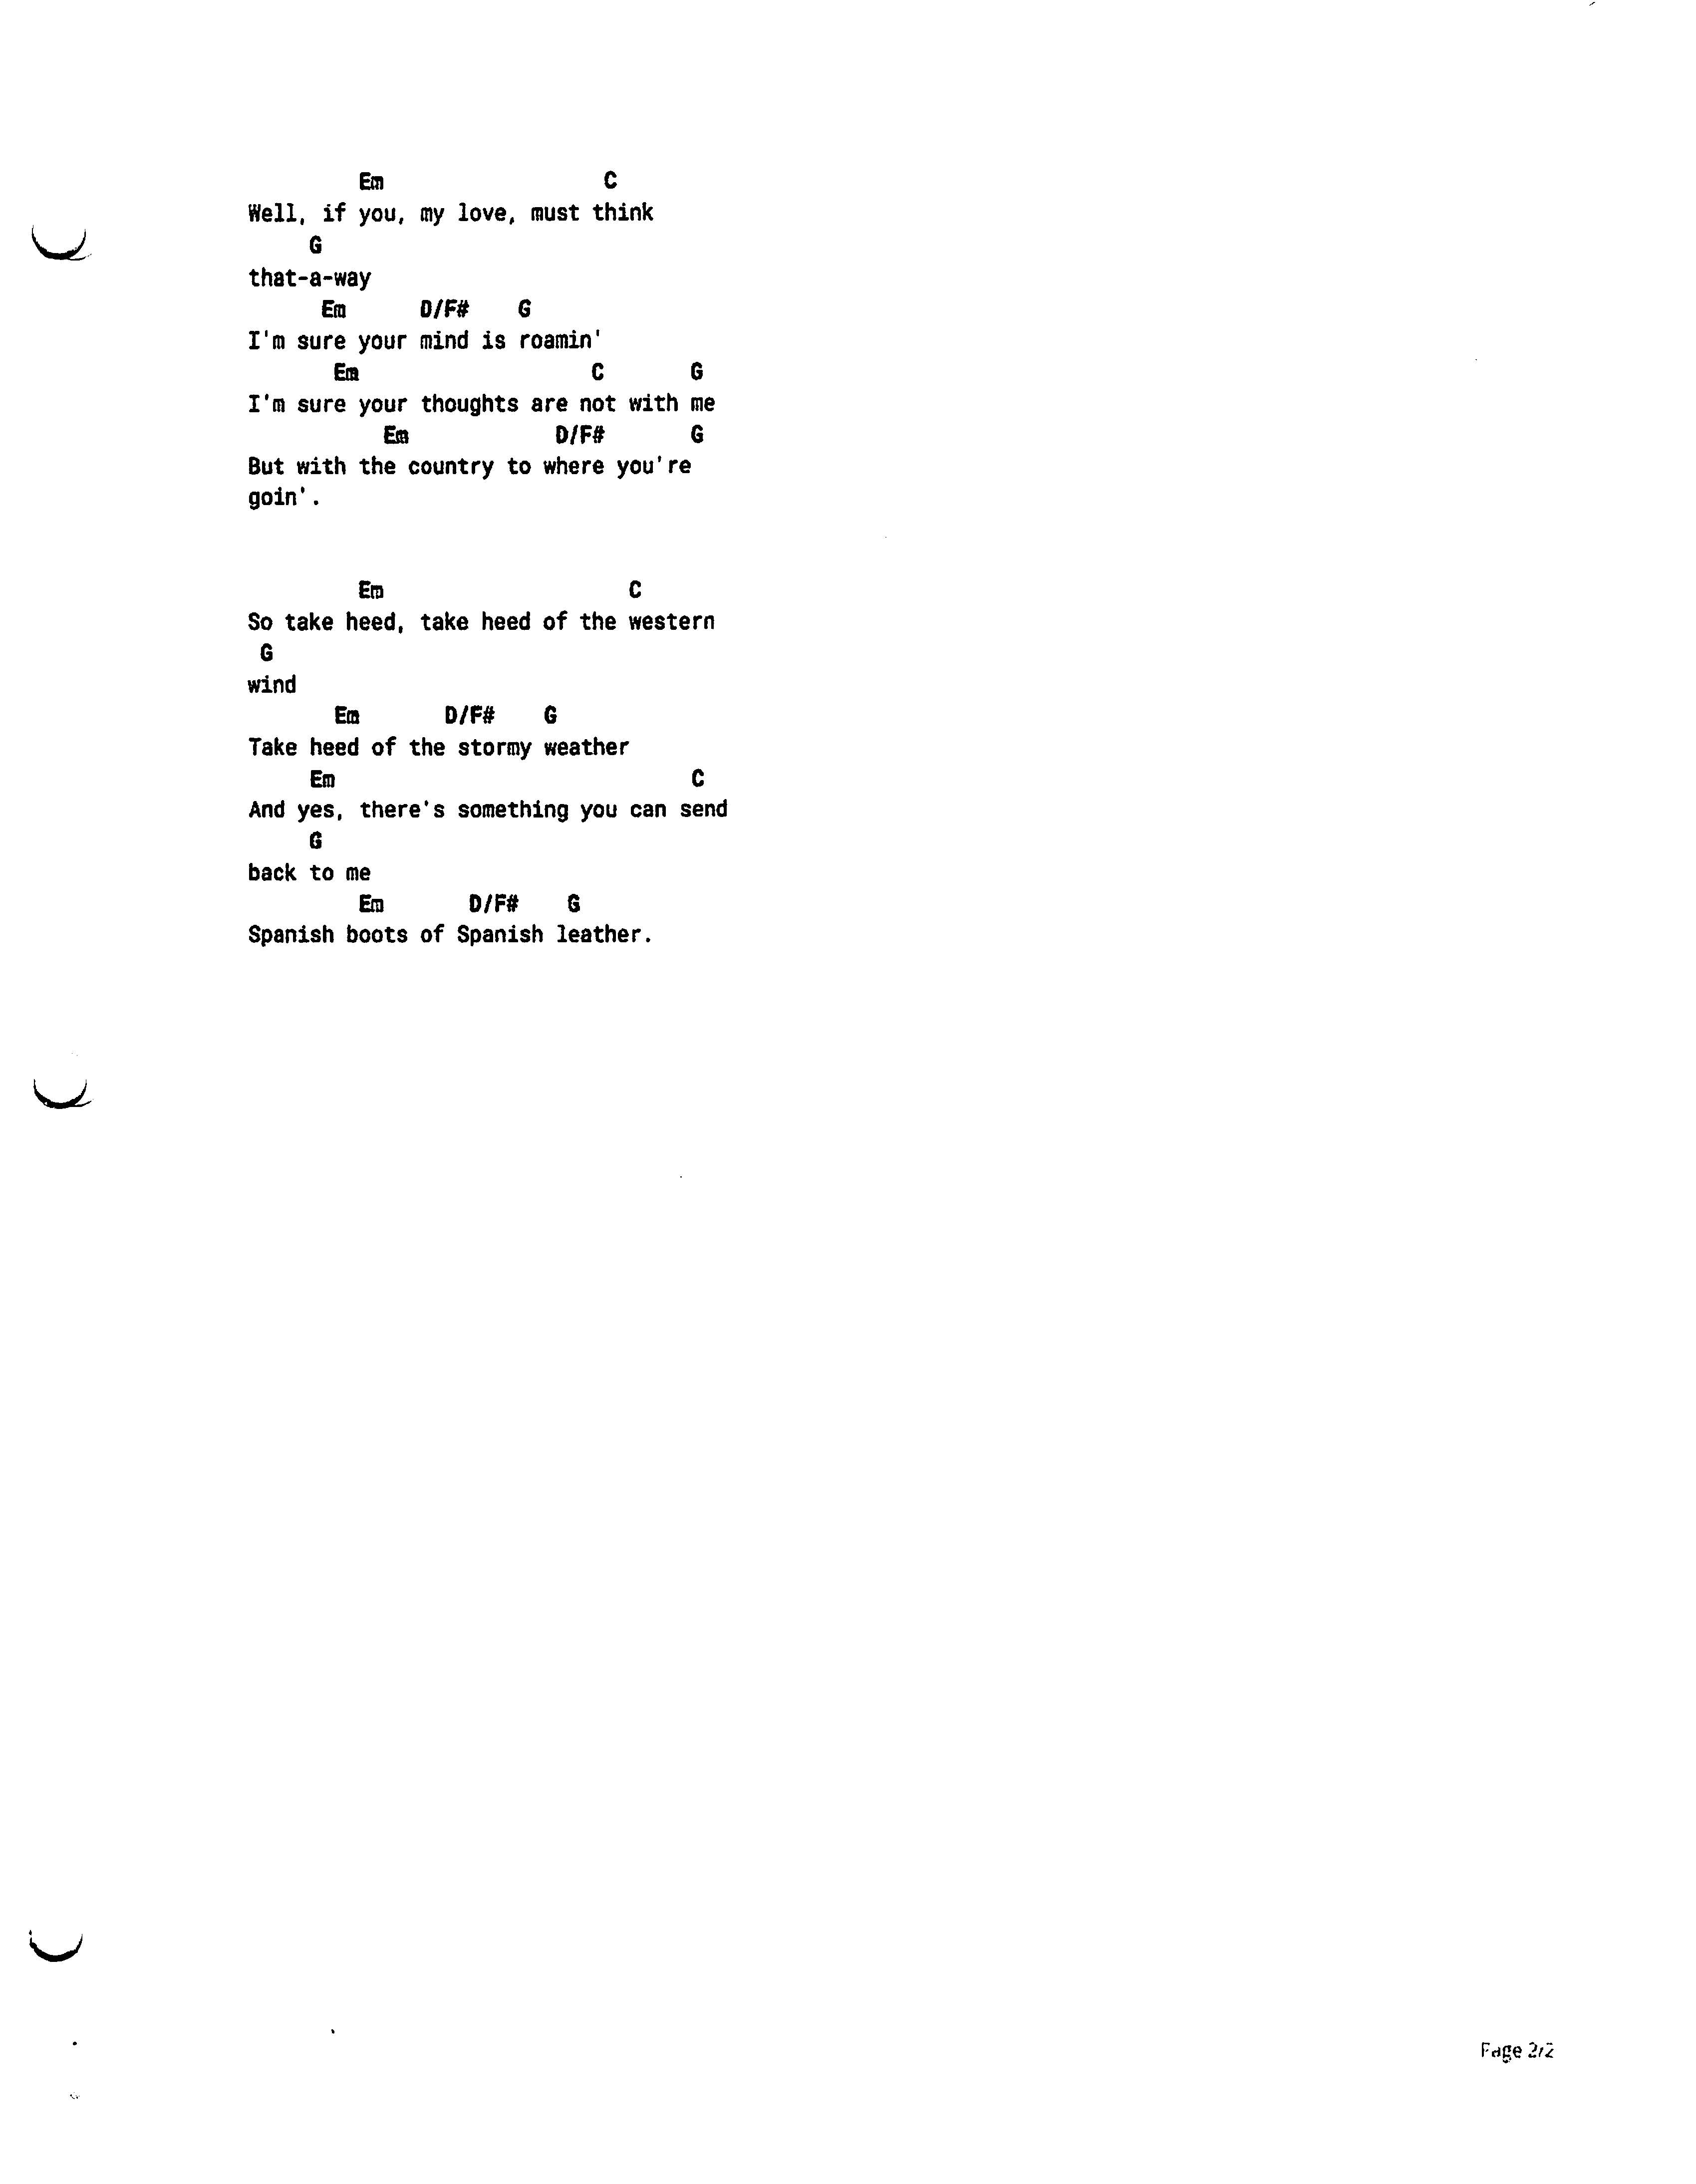 Em C
Well, if you, my love, must think
G
that-a-way
Em D/F# G
I'm sure your mind is roamin'
Em C G
I'm sure your thoughts are not with me
Em D/F# G
But with the country to where you're
goin'.
Em C
So take heed, take heed of the western
G
wind
Em D/F# G
Take heed of the stormy weather
Em C
And yes, there's something you can send
G
back to me
Em D/F# G
Spanish boots of Spanish leather.
Page 2/2